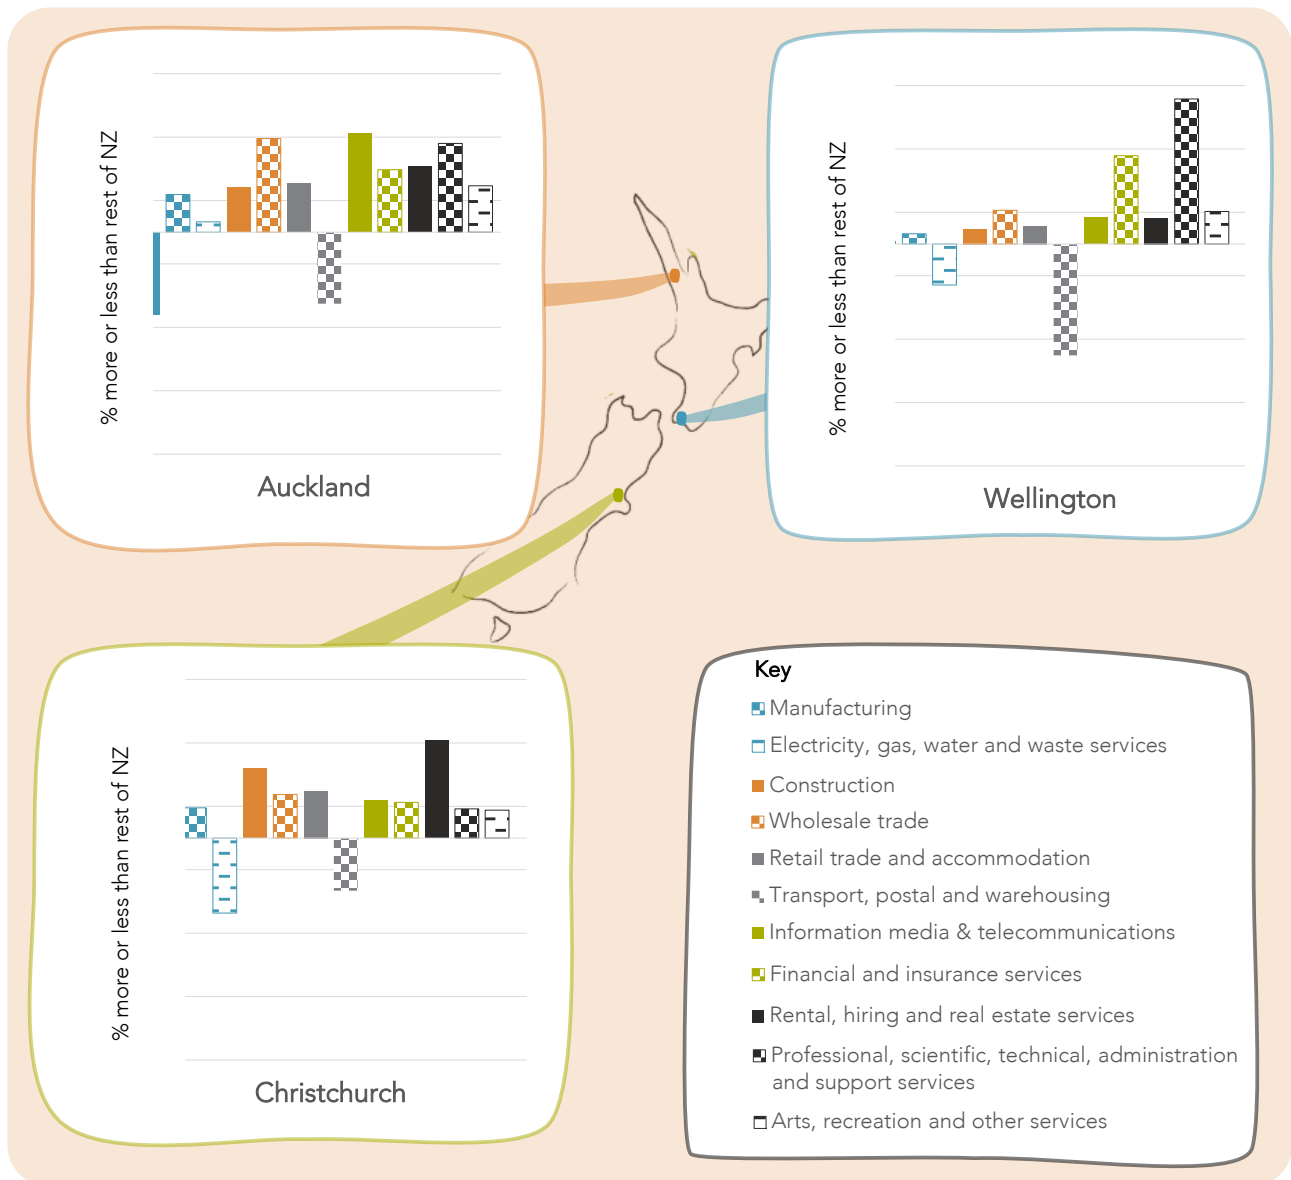 % more or less than rest of NZ
Auckland
% more or less than rest of NZ
Wellington
% more or less than rest of NZ
Christchurch
Key
Manufacturing
Electricity, gas, water and waste services
Construction
Wholesale trade
Retail trade and accommodation
Transport, postal and warehousing
Information media & telecommunications
Financial and insurance services
Rental, hiring and real estate services
Professional, scientific, technical, administration
and support services
Arts, recreation and other services